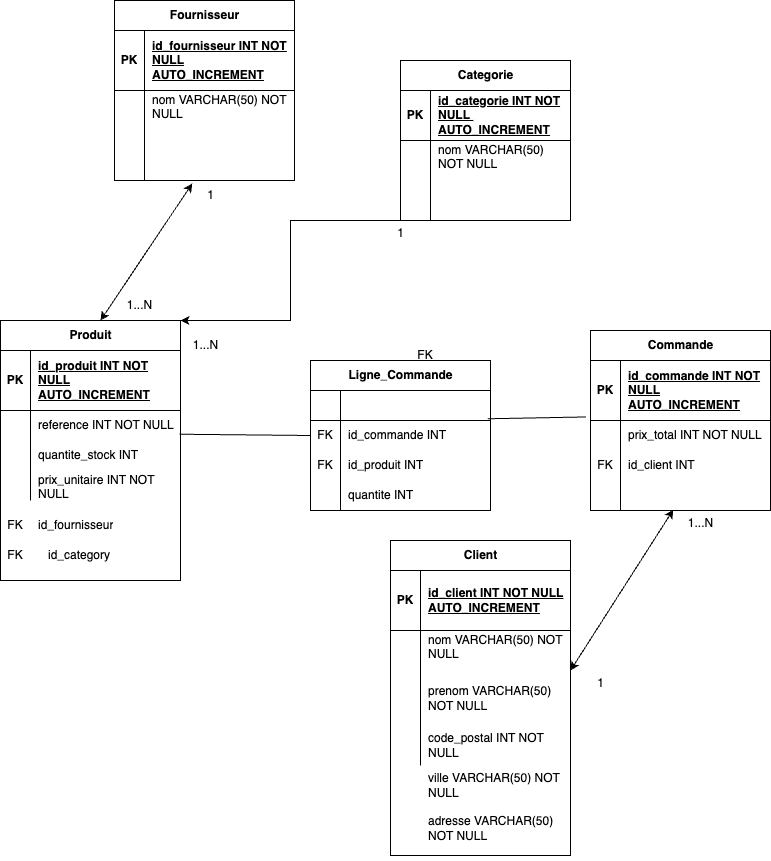 Fournisseur
PK
id_fournisseur INT NOT
NULL
AUTO_INCREMENT
nom VARCHAR(50) NOT
NULL
Categorie
PK
id_categorie INT NOT
NULL
AUTO_INCREMENT
nom VARCHAR(50)
NOT NULL
1
1
1...N
1...N
Produit
PK
id_produit INT NOT
NULL
AUTO_INCREMENT
reference INT NOT NULL
quantite_stock INT
prix_unitaire INT NOT
NULL
FK id_fournisseur
FK id_category
FK
Ligne_Commande
FK id_commande INT
FK id_produit INT
quantite INT
Commande
PK
id_commande INT NOT
NULL
AUTO_INCREMENT
prix_total INT NOT NULL
FK id_client INT
1...N
Client
PK
id_client INT NOT NULL
AUTO_INCREMENT
nom VARCHAR(50) NOT
NULL
prenom VARCHAR(50)
NOT NULL
code_postal INT NOT
NULL
ville VARCHAR(50) NOT
NULL
adresse VARCHAR(50)
NOT NULL
1